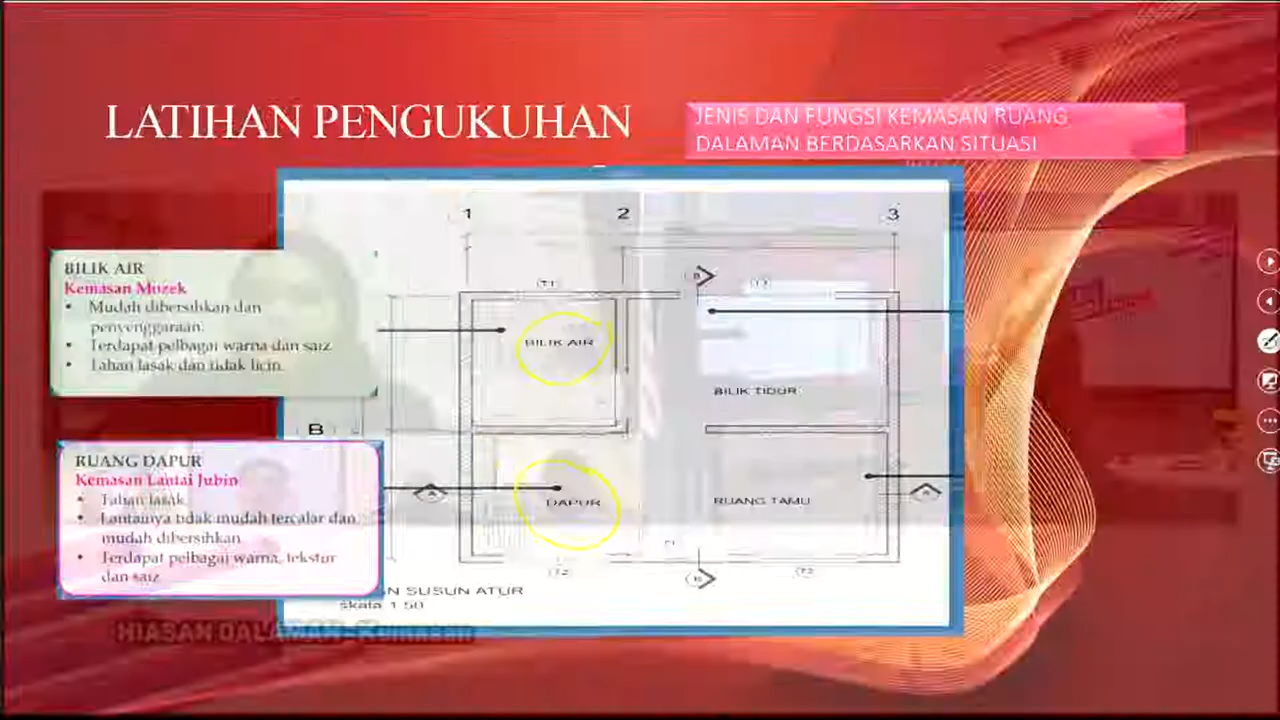 LATIHAN PENGUKUHAN
JENIS DAN FUNGSI KEMASAN RUANG
DALAMAN BERDASARKAN SITUASI
BILIK AIR
Kemasan Mozek
• Mudah dibersihkan dan
penyenggaraan.
• Terdapat pelbagai warna dan saiz
• Tahan lasak dan tidak licin.
RUANG DAPUR
Kemasan Lantai Jubin
• Tahan lasak
• Lantainya tidak mudah tercalar dan
mudah dibersihkan
• Terdapat pelbagai warna, tekstur
dan saiz
1
2
3
T1
B
BILIK AIR
BILIK TIDUR
B
DAPUR
RUANG TAMU
A
A
T2
B
SUSUN ATUR
skala 1:50
HIASAN DALAMAN-Kemasan